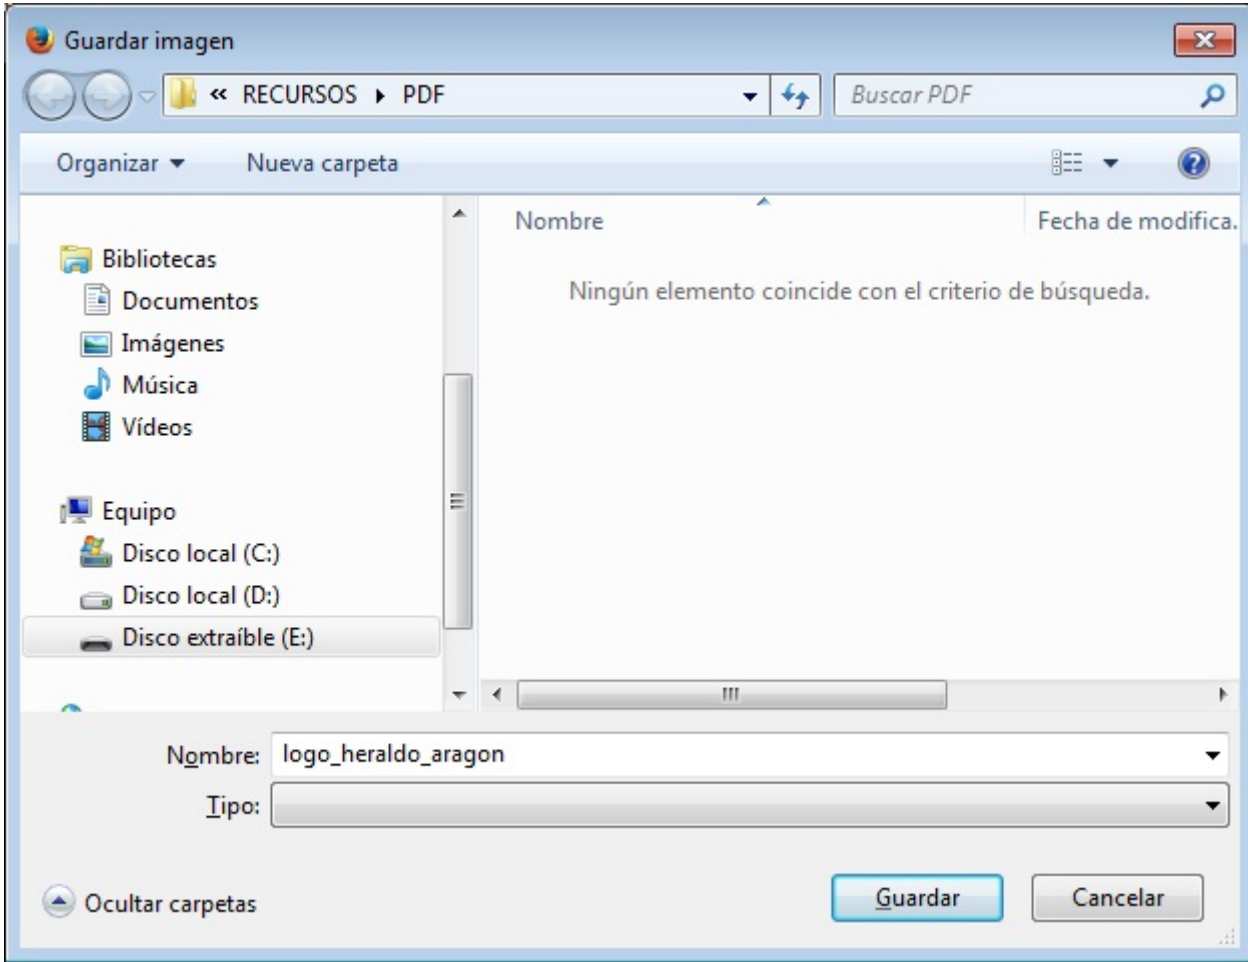 Guardar imagen
« RECURSOS ▸ PDF
Buscar PDF
Organizar
Nueva carpeta
Nombre
Fecha de modifica.
Ningún elemento coincide con el criterio de búsqueda.
Bibliotecas
Documentos
Imágenes
Música
Vídeos
Equipo
Disco local (C:)
Disco local (D:)
Disco extraíble (E:)
Nombre: logo_heraldo_aragon
Tipo:
Ocultar carpetas
Guardar
Cancelar